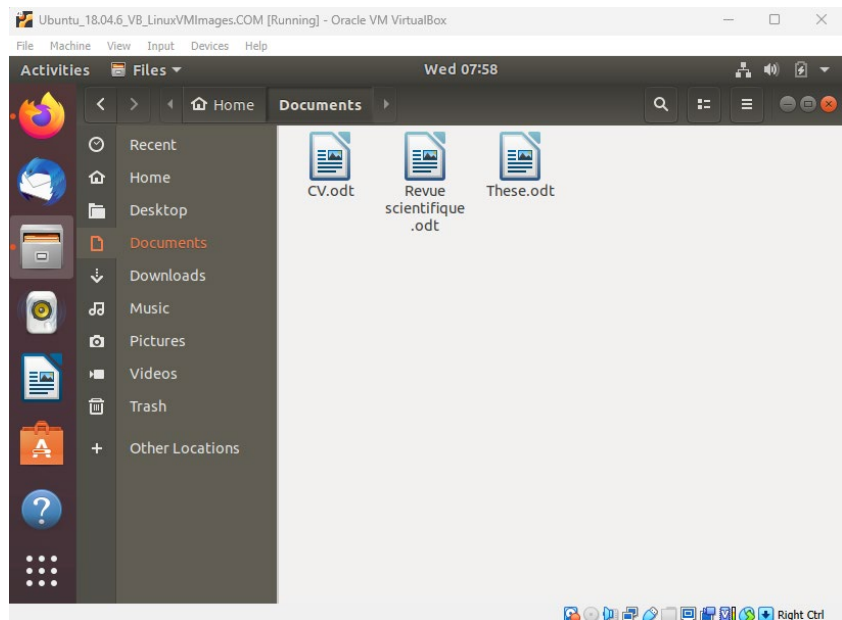 Ubuntu_18.04.6_VB_LinuxVMImages.COM [Running] - Oracle VM VirtualBox
File Machine View Input Devices Help
Activities Files Wed 07:58
Home Documents
Recent
Home
Desktop
Documents
Downloads
Music
Pictures
Videos
Trash
Other Locations
CV.odt
Revue
scientifique
.odt
These.odt
Right Ctrl